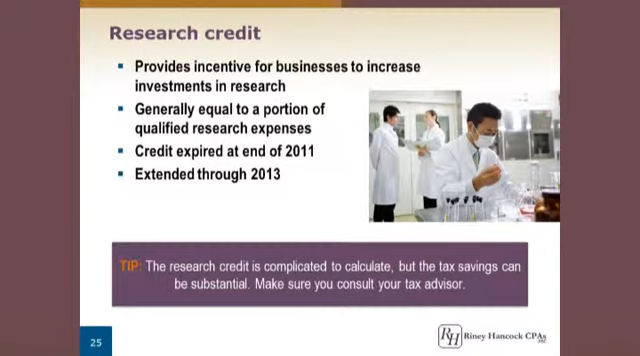 Research credit
Provides incentive for businesses to increase
investments in research
Generally equal to a portion of
qualified research expenses
Credit expired at end of 2011
Extended through 2013
TIP: The research credit is complicated to calculate, but the tax savings can
be substantial. Make sure you consult your tax advisor.
25
RH Riney Hancock CPAs